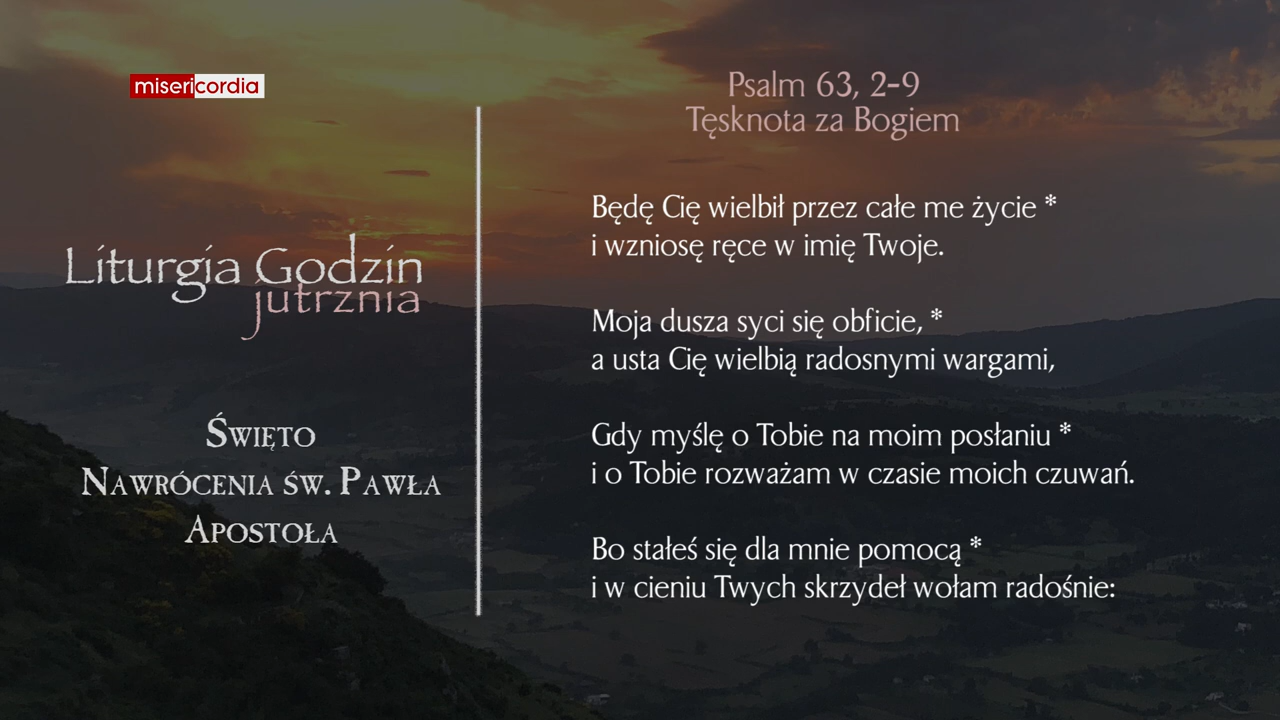 misericordia
Liturgia Godzin
jutrznia
Święto
Nawrócenia św. Pawła
Apostoła
Psalm 63, 2-9
Tęsknota za Bogiem
Będę Cię wielbił przez całe me życie *
i wzniosę ręce w imię Twoje.
Moja dusza syci się obficie, *
a usta Cię wielbią radosnymi wargami,
Gdy myślę o Tobie na moim posłaniu *
i o Tobie rozważam w czasie moich czuwań.
Bo stałeś się dla mnie pomocą *
i w cieniu Twych skrzydeł wołam radośnie: